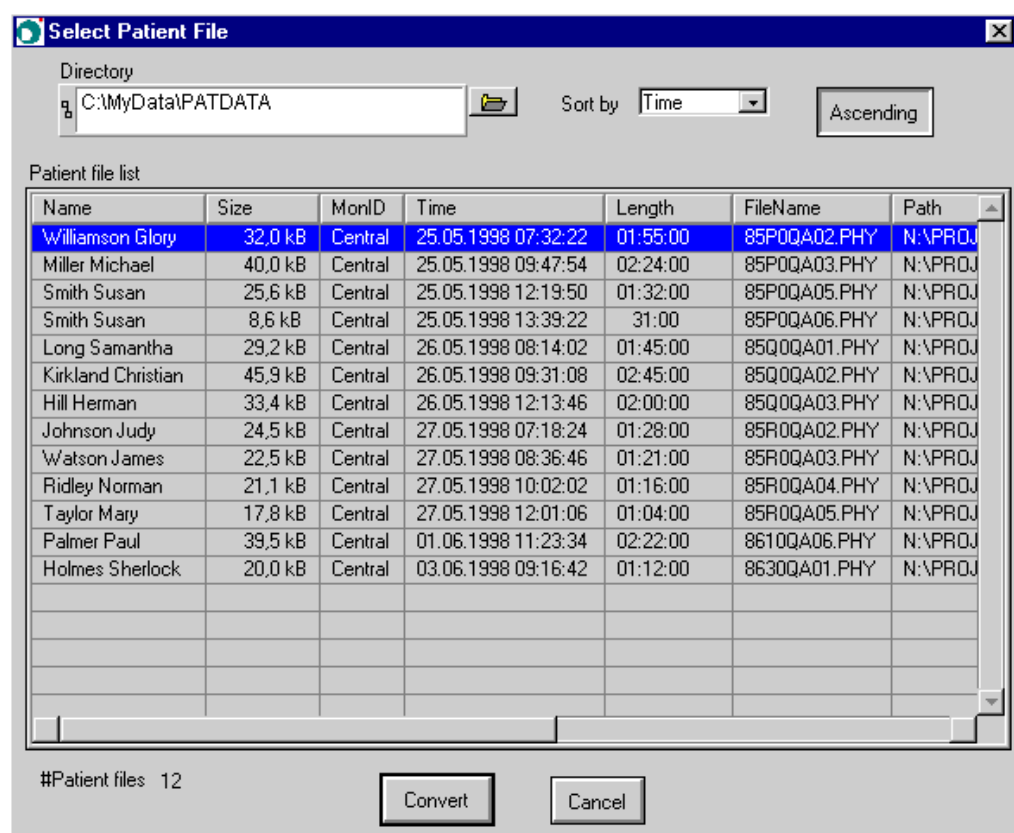 Select Patient File
Directory
C:\MyData\PATDATA Sort by Time Ascending
Patient file list
Name Size MonID Time Length FileName Path
Williamson Glory 32,0 kB Central 25.05.1998 07:32:22 01:55:00 85P0QA02.PHY N:\PROJ
Miller Michael 40,0 kB Central 25.05.1998 09:47:54 02:24:00 85P0QA03.PHY N:\PROJ
Smith Susan 25,6 kB Central 25.05.1998 12:19:50 01:32:00 85P0QA05.PHY N:\PROJ
Smith Susan 8,6 kB Central 25.05.1998 13:39:22 31:00 85P0QA06.PHY N:\PROJ
Long Samantha 29,2 kB Central 26.05.1998 08:14:02 01:45:00 85Q0QA01.PHY N:\PROJ
Kirkland Christian 45,9 kB Central 26.05.1998 09:31:08 02:45:00 85Q0QA02.PHY N:\PROJ
Hill Herman 33,4 kB Central 26.05.1998 12:13:46 02:00:00 85Q0QA03.PHY N:\PROJ
Johnson Judy 24,5 kB Central 27.05.1998 07:18:24 01:28:00 85R0QA02.PHY N:\PROJ
Watson James 22,5 kB Central 27.05.1998 08:36:46 01:21:00 85R0QA03.PHY N:\PROJ
Ridley Norman 21,1 kB Central 27.05.1998 10:02:02 01:16:00 85R0QA04.PHY N:\PROJ
Taylor Mary 17,8 kB Central 27.05.1998 12:01:06 01:04:00 85R0QA05.PHY N:\PROJ
Palmer Paul 39,5 kB Central 01.06.1998 11:23:34 02:22:00 8610QA06.PHY N:\PROJ
Holmes Sherlock 20,0 kB Central 03.06.1998 09:16:42 01:12:00 8630QA01.PHY N:\PROJ
#Patient files 12
Convert Cancel